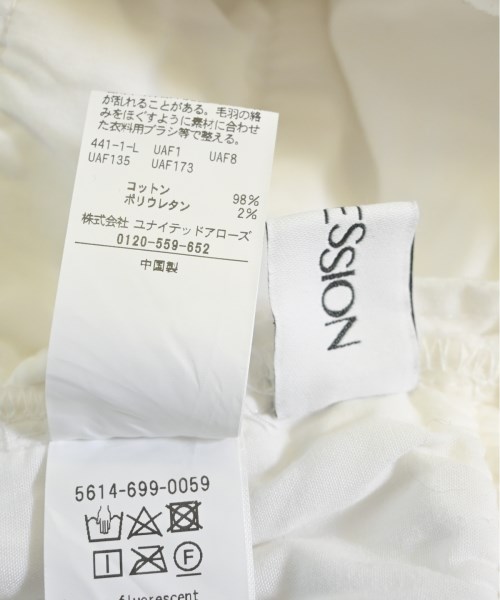 が乱れることがある。毛羽の絡
みをほぐすように素材に合わせ
た衣料用ブラシ等で整える。
441-1-L UAF1 UAF8
UAF135 UAF173
コットン 98%
ポリウレタン 2%
株式会社 ユナイテッドアローズ
0120-559-652
中国製
ESSION
5614-699-0059
F
fluorescent